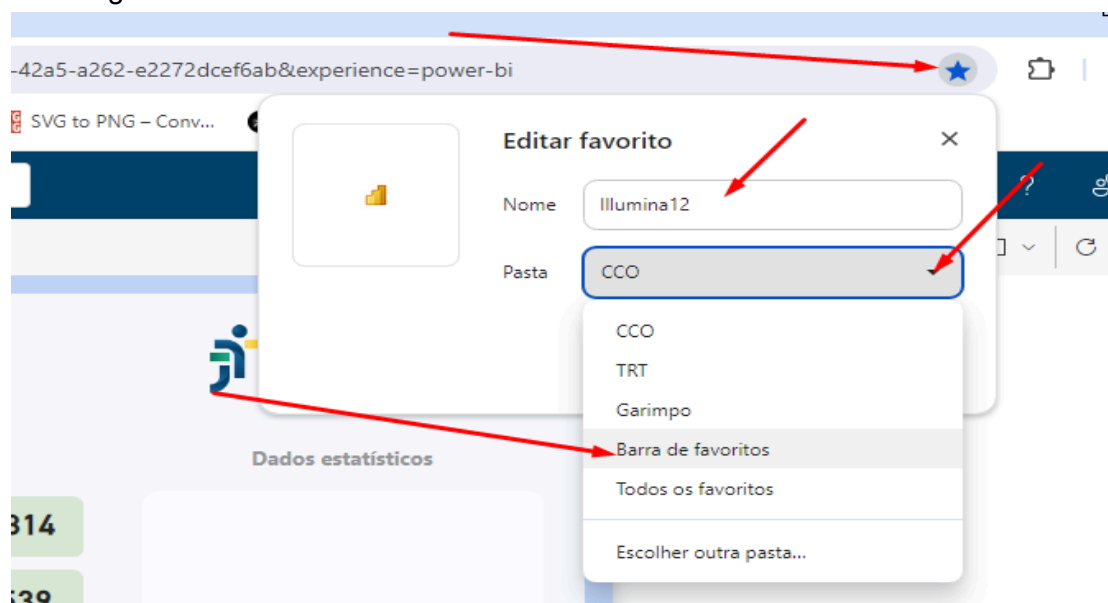 -42a5-a262-e2272dcef6ab&experience=power-bi
SVG to PNG – Conv...
Editar favorito
Nome
Illumina12
Pasta
CCO
CCO
TRT
Garimpo
Barra de favoritos
Todos os favoritos
Escolher outra pasta...
Dados estatísticos
314
539